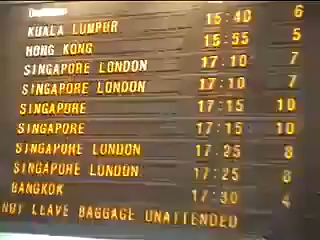 KUALA LUMPUR 15:40 6
HONG KONG 15:55 5
SINGAPORE LONDON 17:10 7
SINGAPORE LONDON 17:10 7
SINGAPORE 17:15 10
SINGAPORE 17:15 10
SINGAPORE LONDON 17:25 8
SINGAPORE LONDON 17:25 8
BANGKOK 17:30 4
NOT LEAVE BAGGAGE UNATTENDED